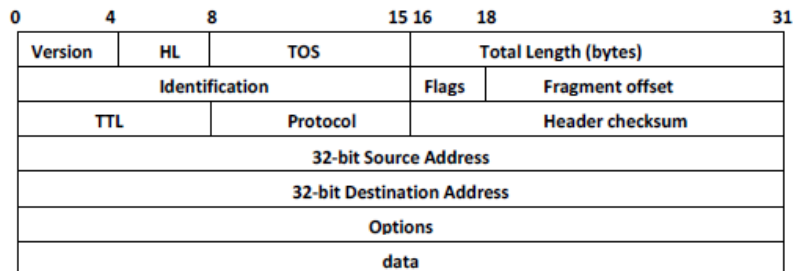 0 4 8 15 16 18 31
Version HL TOS Total Length (bytes)
Identification Flags Fragment offset
TTL Protocol Header checksum
32-bit Source Address
32-bit Destination Address
Options
data